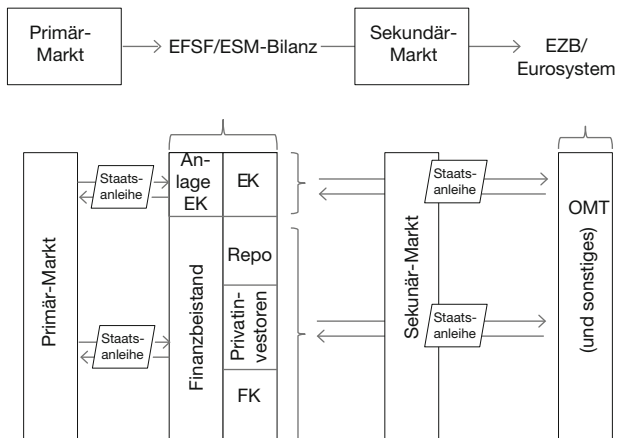 Primär-
Markt
EFSF/ESM-Bilanz
Sekundär-
Markt
EZB/
Eurosystem
Primär-Markt
Staats-
anleihe
Staats-
anleihe
An-
lage
EK
EK
Finanzbeistand
Repo
Privatin-
vestoren
FK
Sekunär-Markt
Staats-
anleihe
Staats-
anleihe
OMT
(und sonstiges)